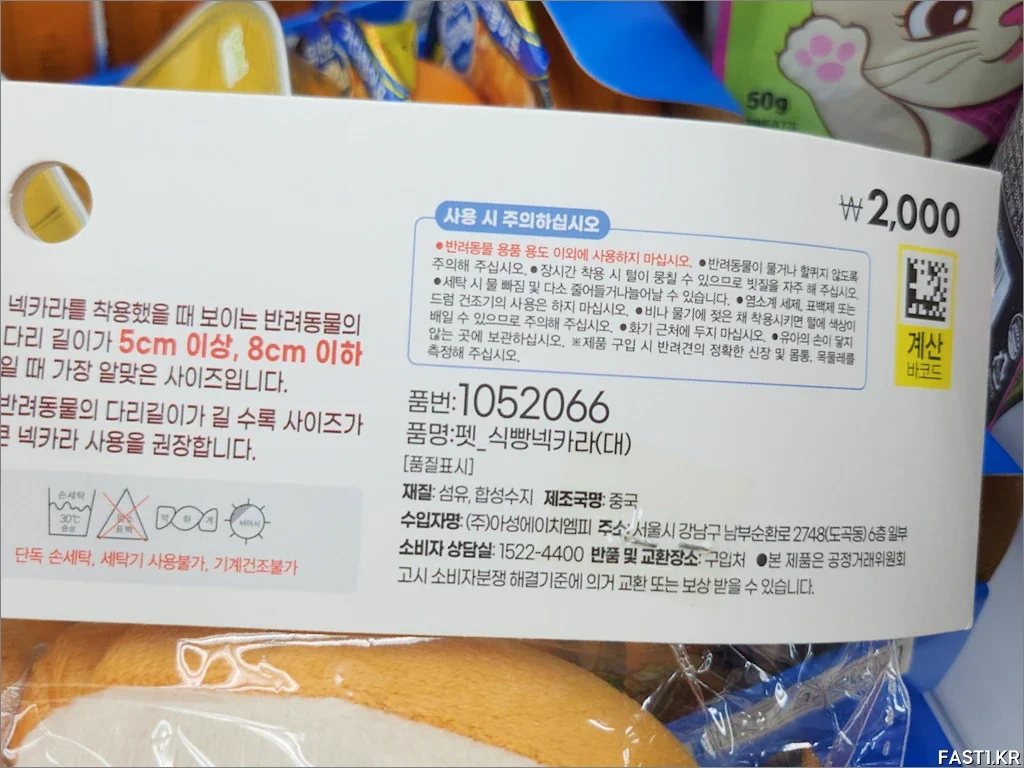 50g
₩2,000
계산
바코드
사용 시 주의하십시오
●반려동물 용품 용도 이외에 사용하지 마십시오. ●반려동물이 물거나 할퀴지 않도록
주의해 주십시오. ●장시간 착용 시 털이 뭉칠 수 있으므로 빗질을 자주 해 주십시오.
●세탁 시 물 빠짐 및 다소 줄어들거나늘어날 수 있습니다. ●염소계 세제, 표백제 또는
드럼 건조기의 사용은 하지 마십시오. ●비나 물기에 젖은 채 착용시키면 털에 색상이
배일 수 있으므로 주의해 주십시오. ●화기 근처에 두지 마십시오. ●유아의 손이 닿지
않는 곳에 보관하십시오. ※제품 구입 시 반려견의 정확한 신장 및 몸통, 목둘레를
측정해 주십시오.
넥카라를 착용했을 때 보이는 반려동물의
다리 길이가 5cm 이상, 8cm 이하
일 때 가장 알맞은 사이즈입니다.
반려동물의 다리길이가 길 수록 사이즈가
큰 넥카라 사용을 권장합니다.
손세탁
30℃
중성
염소
표백
약하게
뉘어서
단독 손세탁, 세탁기 사용불가, 기계건조불가
품번:1052066
품명:펫_식빵넥카라(대)
[품질표시]
재질: 섬유, 합성수지 제조국명: 중국
수입자명: (주)아성에이치엠피 주소: 서울시 강남구 남부순환로 2748(도곡동) 6층 일부
소비자 상담실: 1522-4400 반품 및 교환장소: 구입처 ●본 제품은 공정거래위원회
고시 소비자분쟁 해결기준에 의거 교환 또는 보상 받을 수 있습니다.
FAST1.KR